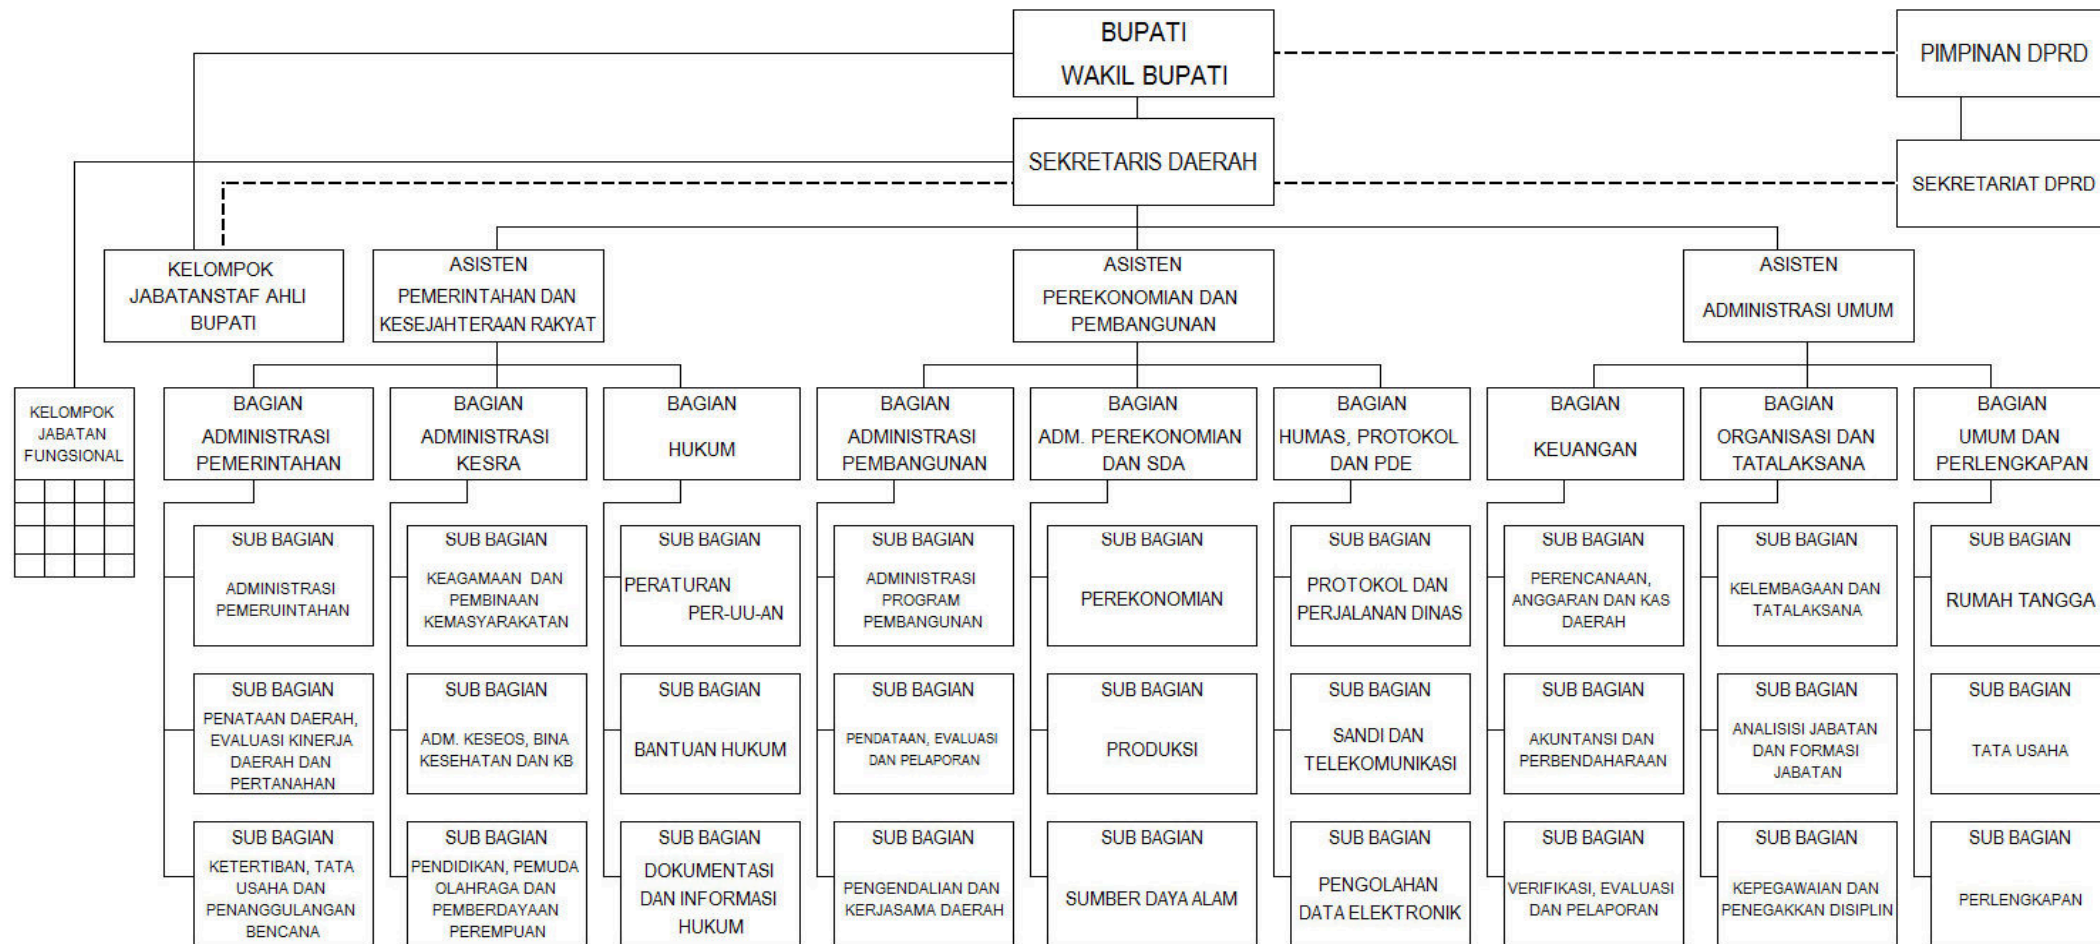 BUPATI
WAKIL BUPATI
PIMPINAN DPRD
SEKRETARIS DAERAH
SEKRETARIAT DPRD
KELOMPOK
JABATANSTAF AHLI
BUPATI
ASISTEN
PEMERINTAHAN DAN
KESEJAHTERAAN RAKYAT
ASISTEN
PEREKONOMIAN DAN
PEMBANGUNAN
ASISTEN
ADMINISTRASI UMUM
KELOMPOK
JABATAN
FUNGSIONAL
BAGIAN
ADMINISTRASI
PEMERINTAHAN
BAGIAN
ADMINISTRASI
KESRA
BAGIAN
HUKUM
BAGIAN
ADMINISTRASI
PEMBANGUNAN
BAGIAN
ADM. PEREKONOMIAN
DAN SDA
BAGIAN
HUMAS, PROTOKOL
DAN PDE
BAGIAN
KEUANGAN
BAGIAN
ORGANISASI DAN
TATALAKSANA
BAGIAN
UMUM DAN
PERLENGKAPAN
SUB BAGIAN
ADMINISTRASI
PEMERUINTAHAN
SUB BAGIAN
KEAGAMAAN DAN
PEMBINAAN
KEMASYARAKATAN
SUB BAGIAN
PERATURAN
PER-UU-AN
SUB BAGIAN
ADMINISTRASI
PROGRAM
PEMBANGUNAN
SUB BAGIAN
PEREKONOMIAN
SUB BAGIAN
PROTOKOL DAN
PERJALANAN DINAS
SUB BAGIAN
PERENCANAAN,
ANGGARAN DAN KAS
DAERAH
SUB BAGIAN
KELEMBAGAAN DAN
TATALAKSANA
SUB BAGIAN
RUMAH TANGGA
SUB BAGIAN
PENATAAN DAERAH,
EVALUASI KINERJA
DAERAH DAN
PERTANAHAN
SUB BAGIAN
ADM. KESEOS, BINA
KESEHATAN DAN KB
SUB BAGIAN
BANTUAN HUKUM
SUB BAGIAN
PENDATAAN, EVALUASI
DAN PELAPORAN
SUB BAGIAN
PRODUKSI
SUB BAGIAN
SANDI DAN
TELEKOMUNIKASI
SUB BAGIAN
AKUNTANSI DAN
PERBENDAHARAAN
SUB BAGIAN
ANALISISI JABATAN
DAN FORMASI
JABATAN
SUB BAGIAN
TATA USAHA
SUB BAGIAN
KETERTIBAN, TATA
USAHA DAN
PENANGGULANGAN
BENCANA
SUB BAGIAN
PENDIDIKAN, PEMUDA
OLAHRAGA DAN
PEMBERDAYAAN
PEREMPUAN
SUB BAGIAN
DOKUMENTASI
DAN INFORMASI
HUKUM
SUB BAGIAN
PENGENDALIAN DAN
KERJASAMA DAERAH
SUB BAGIAN
SUMBER DAYA ALAM
SUB BAGIAN
PENGOLAHAN
DATA ELEKTRONIK
SUB BAGIAN
VERIFIKASI, EVALUASI
DAN PELAPORAN
SUB BAGIAN
KEPEGAWAIAN DAN
PENEGAKKAN DISIPLIN
SUB BAGIAN
PERLENGKAPAN